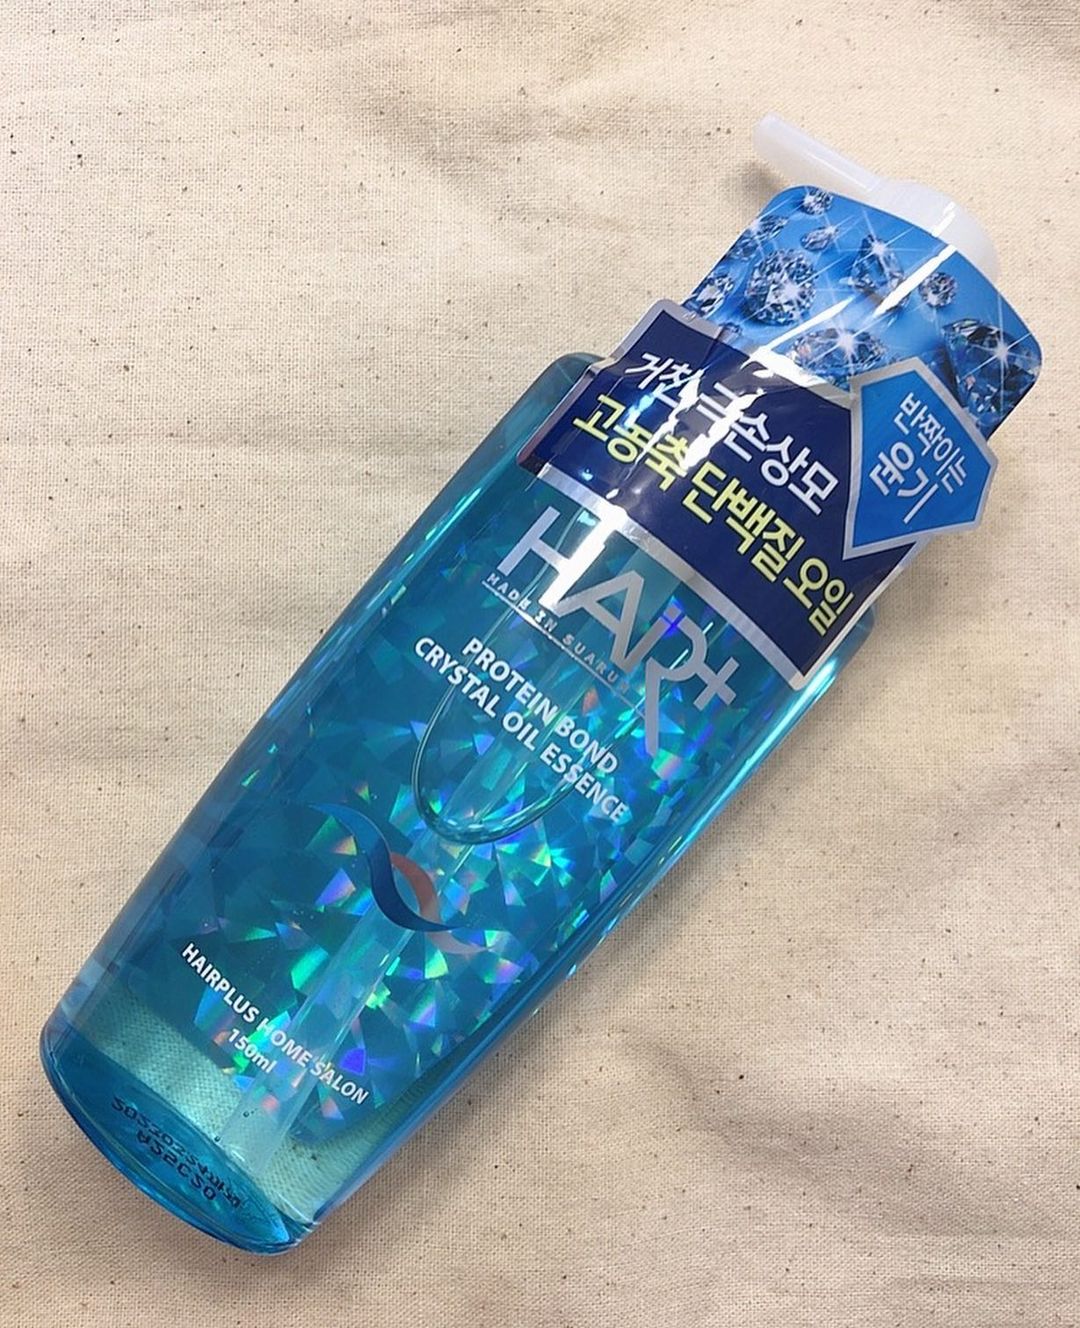 거친 극손상모
고농축 단백질 오일
반짝이는
윤기
HAiR+
MADE IN SUARUN
PROTEIN BOND
CRYSTAL OIL ESSENCE
HAIRPLUS HOME SALON
150ml